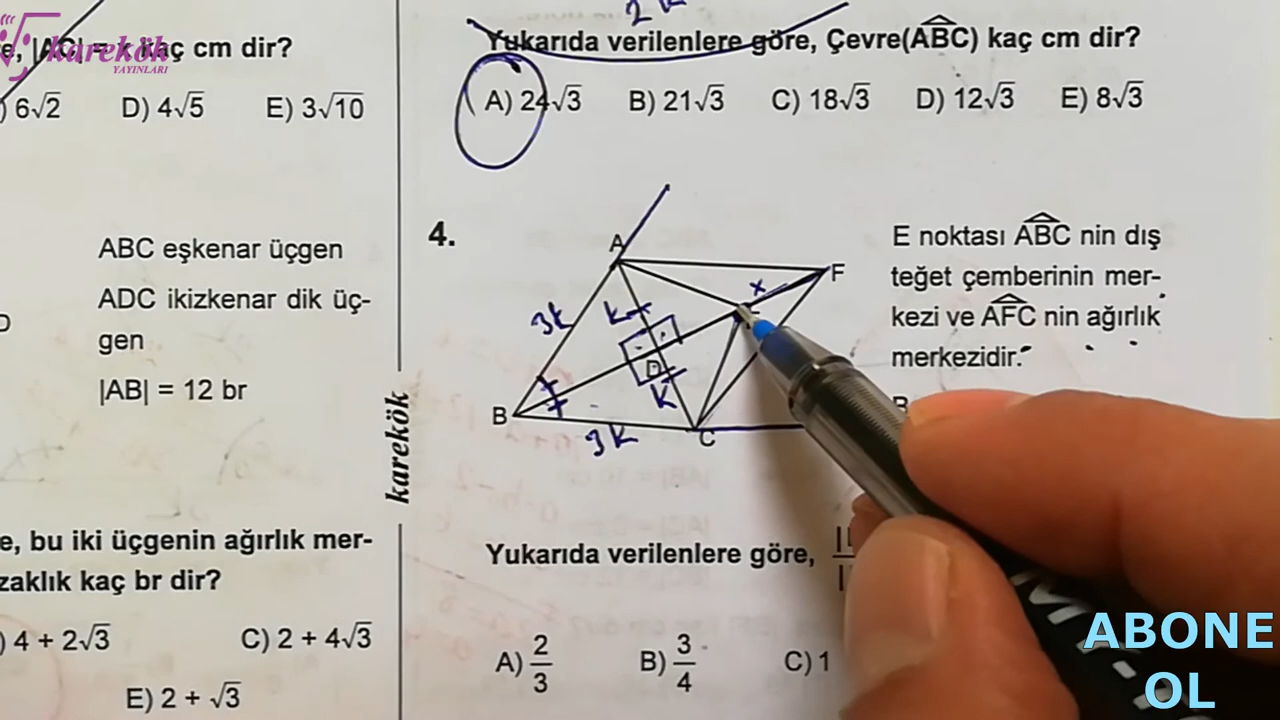 karekök
YAYINLARI
|AC| = x kaç cm dir?
6√2 D) 4√5 E) 3√10
ABC eşkenar üçgen
ADC ikizkenar dik üç-
gen
|AB| = 12 br
e, bu iki üçgenin ağırlık mer-
zaklık kaç br dir?
) 4 + 2√3 C) 2 + 4√3
E) 2 + √3
karekök
2 K
Yukarıda verilenlere göre, Çevre(ABC) kaç cm dir?
A) 24√3 B) 21√3 C) 18√3 D) 12√3 E) 8√3
4.
A
F
x
3k
k
D
B
K
3k
C
E noktası ABC nin dış
teğet çemberinin mer-
kezi ve AFC nin ağırlık
merkezidir.
B
Yukarıda verilenlere göre,
A) 2/3 B) 3/4 C) 1
ABONE
OL